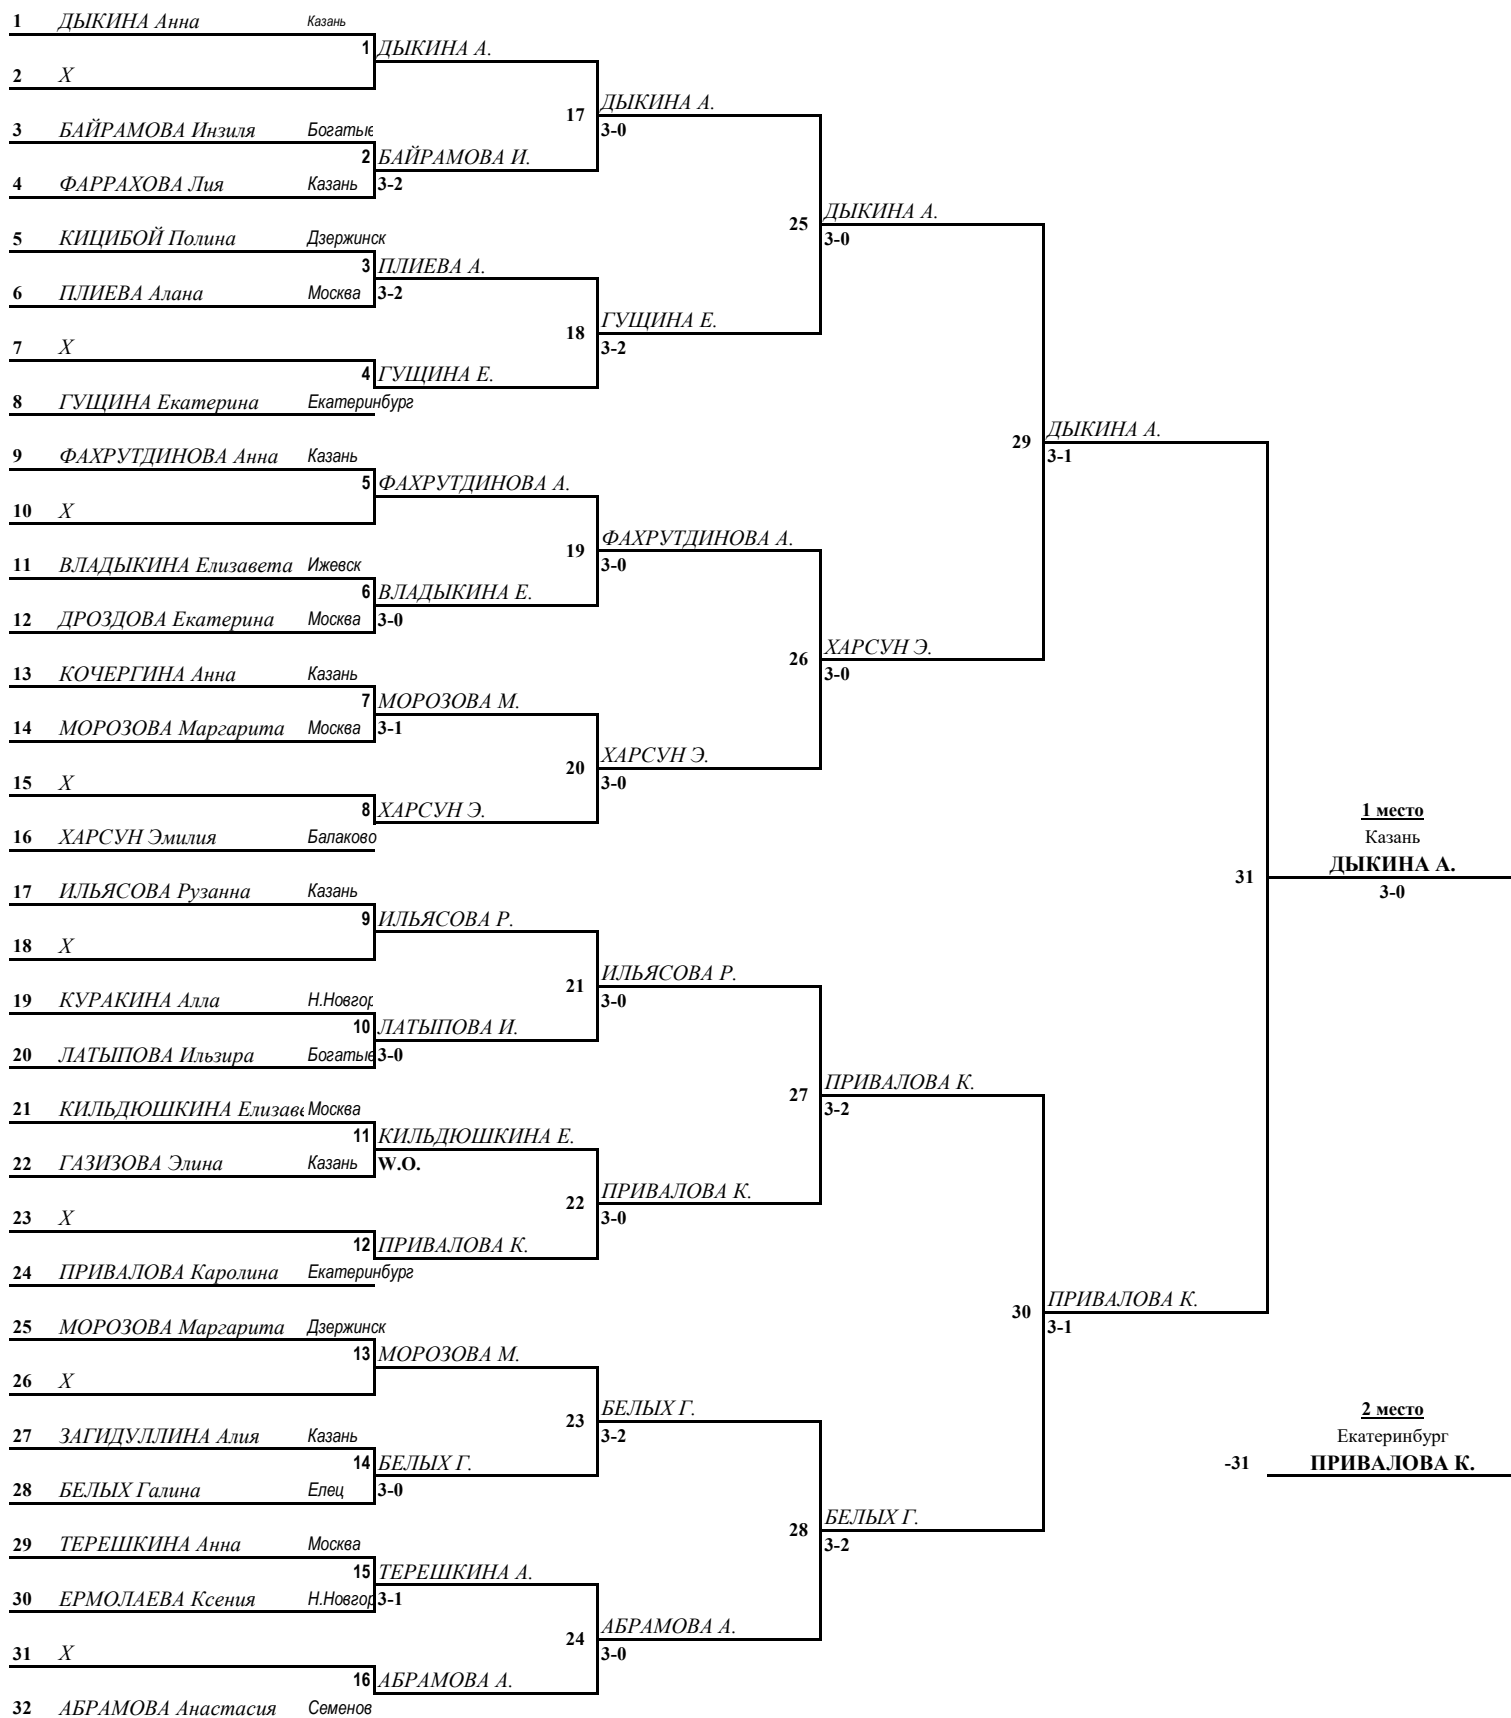 1 ДЫКИНА Анна Казань
1 ДЫКИНА А.
2 Х
17 ДЫКИНА А.
3 БАЙРАМОВА Инзиля Богатые 3-0
2 БАЙРАМОВА И.
4 ФАРРАХОВА Лия Казань 3-2
25 ДЫКИНА А.
5 КИЦИБОЙ Полина Дзержинск 3-0
3 ПЛИЕВА А.
6 ПЛИЕВА Алана Москва 3-2
18 ГУЩИНА Е.
7 Х 3-2
4 ГУЩИНА Е.
8 ГУЩИНА Екатерина Екатеринбург
29 ДЫКИНА А.
9 ФАХРУТДИНОВА Анна Казань 3-1
5 ФАХРУТДИНОВА А.
10 Х
19 ФАХРУТДИНОВА А.
11 ВЛАДЫКИНА Елизавета Ижевск 3-0
6 ВЛАДЫКИНА Е.
12 ДРОЗДОВА Екатерина Москва 3-0
26 ХАРСУН Э.
13 КОЧЕРГИНА Анна Казань 3-0
7 МОРОЗОВА М.
14 МОРОЗОВА Маргарита Москва 3-1
20 ХАРСУН Э.
15 Х 3-0
8 ХАРСУН Э. 1 место
16 ХАРСУН Эмилия Балаково Казань
31 ДЫКИНА А.
17 ИЛЬЯСОВА Рузанна Казань 3-0
9 ИЛЬЯСОВА Р.
18 Х
21 ИЛЬЯСОВА Р.
19 КУРАКИНА Алла Н.Новгор 3-0
10 ЛАТЫПОВА И.
20 ЛАТЫПОВА Ильзира Богатые 3-0
27 ПРИВАЛОВА К.
21 КИЛЬДЮШКИНА Елизаве Москва 3-2
11 КИЛЬДЮШКИНА Е.
22 ГАЗИЗОВА Элина Казань W.O.
22 ПРИВАЛОВА К.
23 Х 3-0
12 ПРИВАЛОВА К.
24 ПРИВАЛОВА Каролина Екатеринбург
30 ПРИВАЛОВА К.
25 МОРОЗОВА Маргарита Дзержинск 3-1
13 МОРОЗОВА М.
26 Х
23 БЕЛЫХ Г. 2 место
27 ЗАГИДУЛЛИНА Алия Казань 3-2 Екатеринбург
14 БЕЛЫХ Г. -31 ПРИВАЛОВА К.
28 БЕЛЫХ Галина Елец 3-0
28 БЕЛЫХ Г.
29 ТЕРЕШКИНА Анна Москва 3-2
15 ТЕРЕШКИНА А.
30 ЕРМОЛАЕВА Ксения Н.Новгор 3-1
24 АБРАМОВА А.
31 Х 3-0
16 АБРАМОВА А.
32 АБРАМОВА Анастасия Семенов